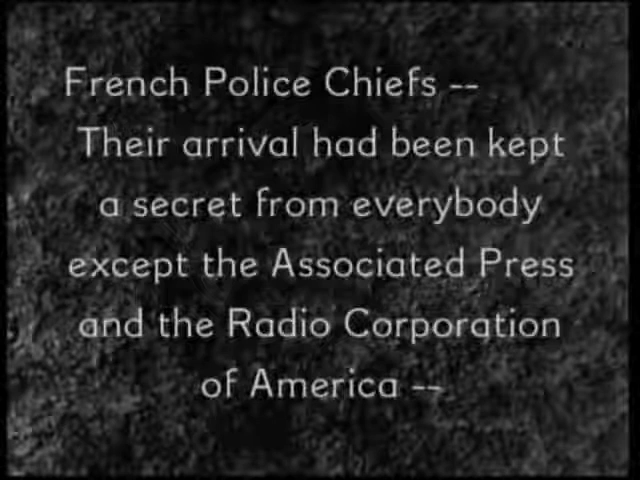 French Police Chiefs --
Their arrival had been kept
a secret from everybody
except the Associated Press
and the Radio Corporation
of America --